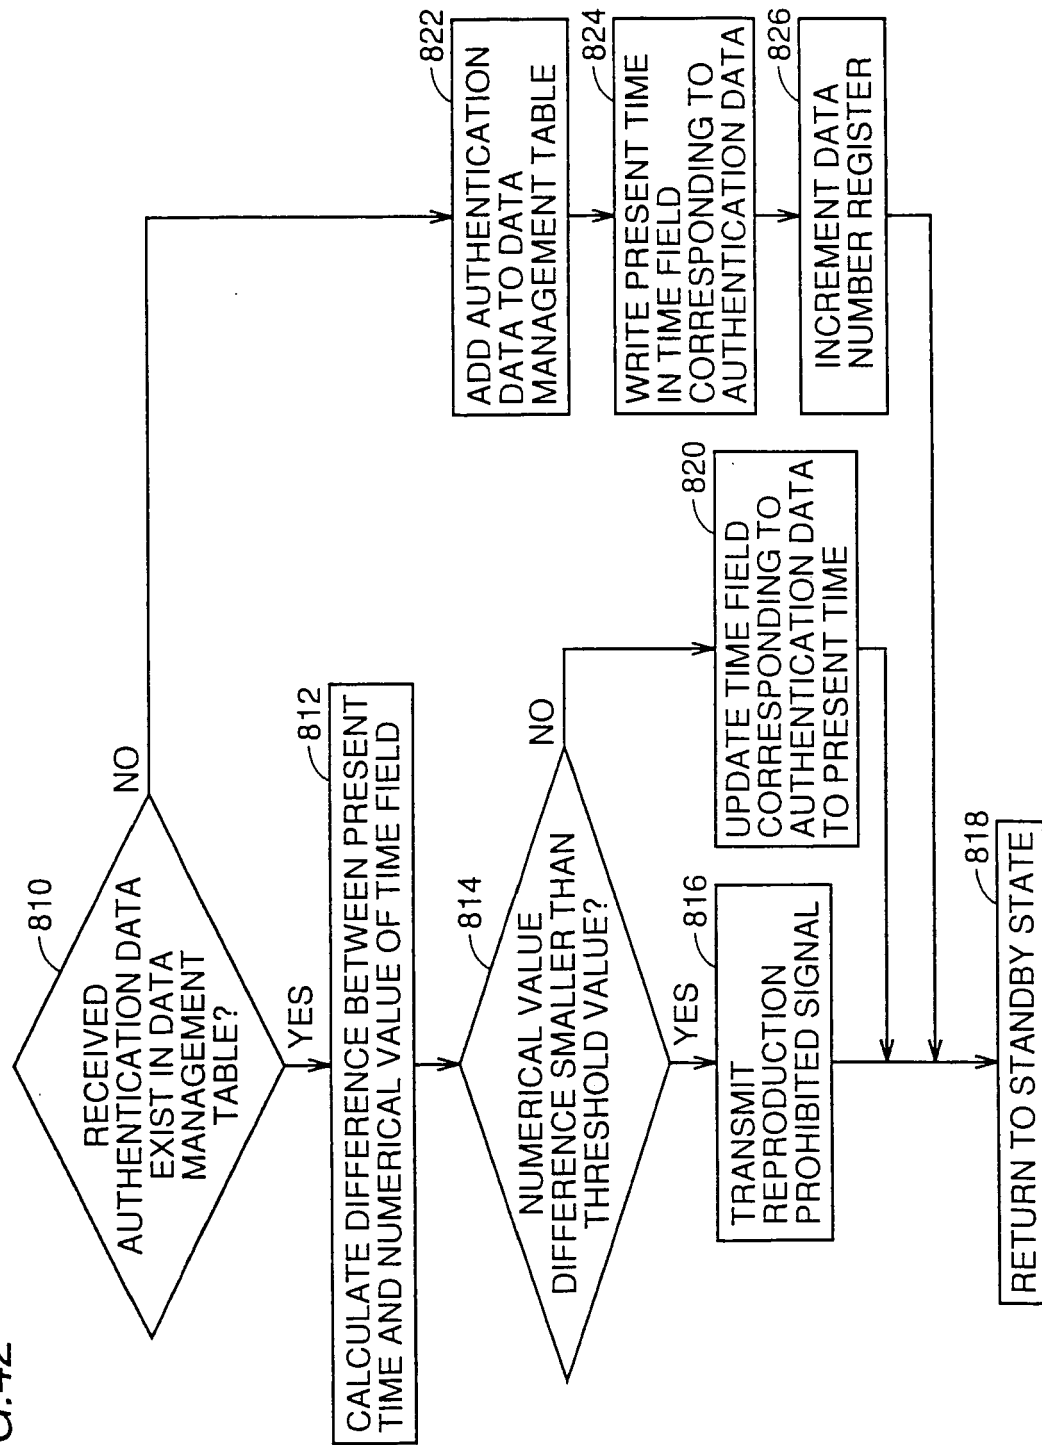 G.42
810
RECEIVED
AUTHENTICATION DATA
EXIST IN DATA
MANAGEMENT
TABLE?
NO
YES
812
CALCULATE DIFFERENCE BETWEEN PRESENT
TIME AND NUMERICAL VALUE OF TIME FIELD
814
NUMERICAL VALUE
DIFFERENCE SMALLER THAN
THRESHOLD VALUE?
NO
YES
816
TRANSMIT
REPRODUCTION
PROHIBITED SIGNAL
820
UPDATE TIME FIELD
CORRESPONDING TO
AUTHENTICATION DATA
TO PRESENT TIME
822
ADD AUTHENTICATION
DATA TO DATA
MANAGEMENT TABLE
824
WRITE PRESENT TIME
IN TIME FIELD
CORRESPONDING TO
AUTHENTICATION DATA
826
INCREMENT DATA
NUMBER REGISTER
818
RETURN TO STANDBY STATE